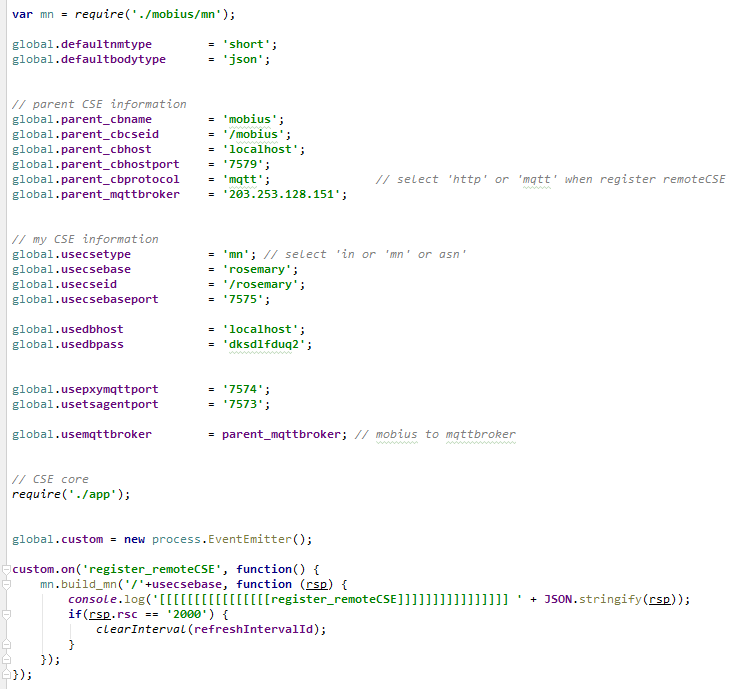 var mn = require('./mobius/mn');
global.defaultnmtype = 'short';
global.defaultbodytype = 'json';
// parent CSE information
global.parent_cbname = 'mobius';
global.parent_cbcseid = '/mobius';
global.parent_cbhost = 'localhost';
global.parent_cbhostport = '7579';
global.parent_cbprotocol = 'mqtt'; // select 'http' or 'mqtt' when register remoteCSE
global.parent_mqttbroker = '203.253.128.151';
// my CSE information
global.usecsetype = 'mn'; // select 'in or 'mn' or asn'
global.usecsebase = 'rosemary';
global.usecseid = '/rosemary';
global.usecsebaseport = '7575';
global.usedbhost = 'localhost';
global.usedbpass = 'dksdlfduq2';
global.usepxymqttport = '7574';
global.usetsagentport = '7573';
global.usemqttbroker = parent_mqttbroker; // mobius to mqttbroker
// CSE core
require('./app');
global.custom = new process.EventEmitter();
custom.on('register_remoteCSE', function() {
mn.build_mn('/'+usecsebase, function (rsp) {
console.log('[[[[[[[[[[[[[[[[register_remoteCSE]]]]]]]]]]]]]]]] ' + JSON.stringify(rsp));
if(rsp.rsc == '2000') {
clearInterval(refreshIntervalId);
}
});
});